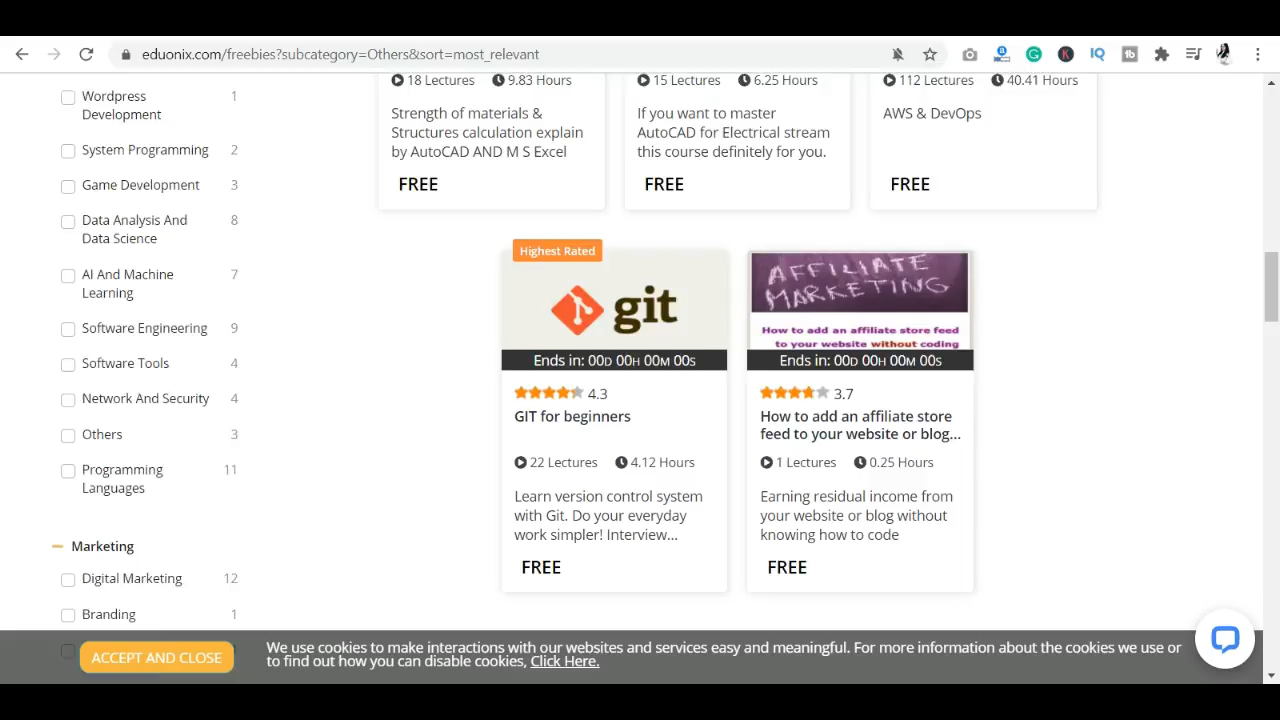 eduonix.com/freebies?subcategory=Others&sort=most_relevant
Wordpress 1
Development
System Programming 2
Game Development 3
Data Analysis And 8
Data Science
AI And Machine 7
Learning
Software Engineering 9
Software Tools 4
Network And Security 4
Others 3
Programming 11
Languages
Marketing
Digital Marketing 12
Branding 1
18 Lectures 9.83 Hours
Strength of materials &
Structures calculation explain
by AutoCAD AND M S Excel
FREE
15 Lectures 6.25 Hours
If you want to master
AutoCAD for Electrical stream
this course definitely for you.
FREE
112 Lectures 40.41 Hours
AWS & DevOps
FREE
Highest Rated
git
Ends in: 00D 00H 00M 00S
4.3
GIT for beginners
22 Lectures 4.12 Hours
Learn version control system
with Git. Do your everyday
work simpler! Interview...
FREE
AFFILIATE
MARKETING
How to add an affiliate store feed
to your website without coding
Ends in: 00D 00H 00M 00S
3.7
How to add an affiliate store
feed to your website or blog...
1 Lectures 0.25 Hours
Earning residual income from
your website or blog without
knowing how to code
FREE
ACCEPT AND CLOSE
We use cookies to make interactions with our websites and services easy and meaningful. For more information about the cookies we use or
to find out how you can disable cookies, Click Here.